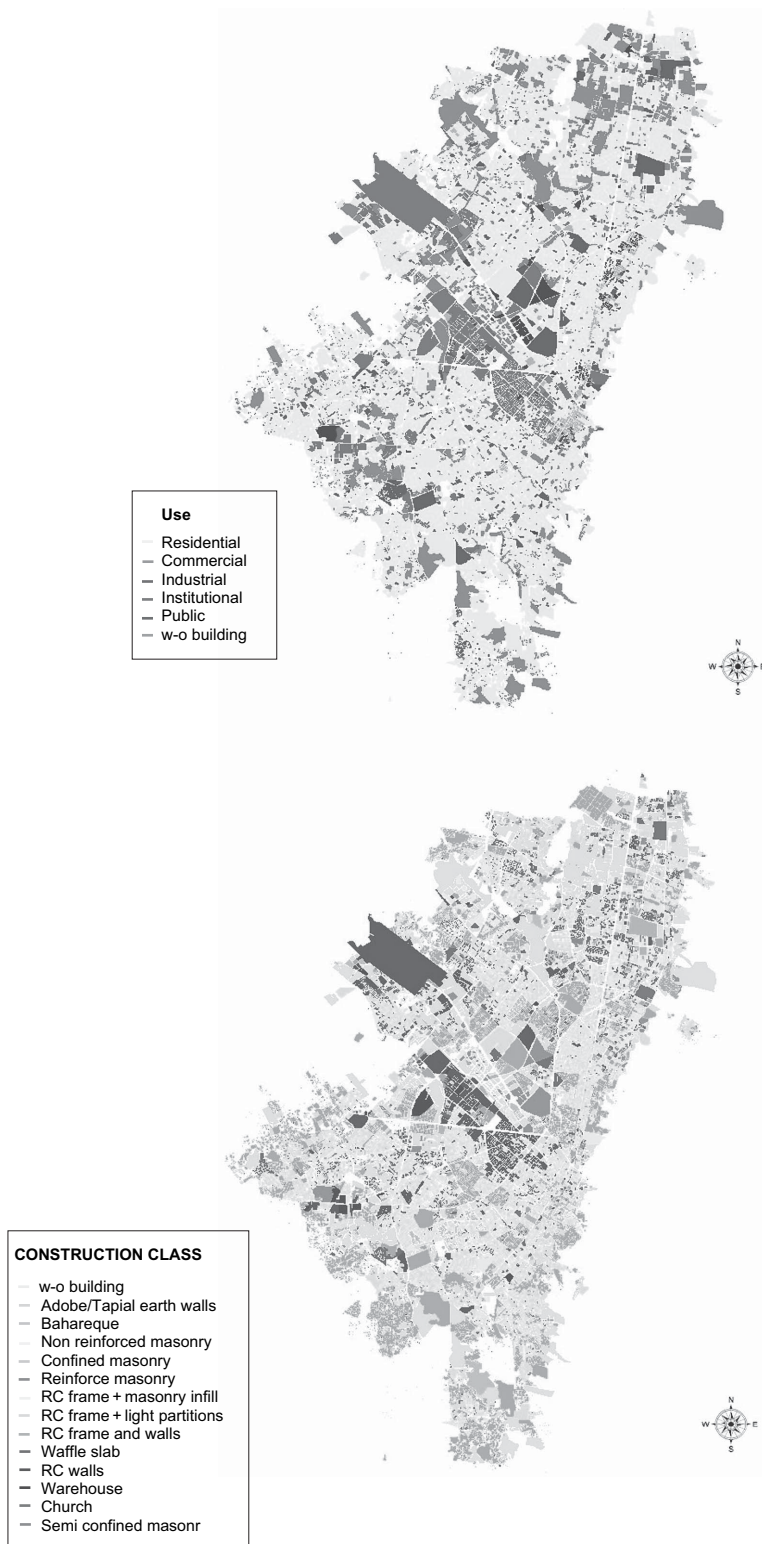 Use
Residential
Commercial
Industrial
Institutional
Public
w-o building
N
W
S
CONSTRUCTION CLASS
w-o building
Adobe/Tapial earth walls
Bahareque
Non reinforced masonry
Confined masonry
Reinforce masonry
RC frame + masonry infill
RC frame + light partitions
RC frame and walls
Waffle slab
RC walls
Warehouse
Church
Semi confined masonr
N
W E
S